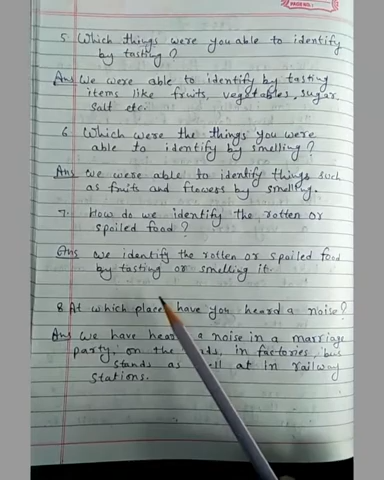 PAGE NO.:
5 Which things were you able to identify
by tasting?
Ans We were able to identify by tasting
items like fruits, vegetables, sugar,
salt etc.
6 Which were the things you were
able to identify by smelling?
Ans we were able to identify things such
as fruits and flowers by smelling.
7. How do we identify the rotten or
spoiled food?
Ans we identify the rotten or spoiled food
by tasting or smelling it.
8. At which place have you heard a noise?
Ans We have a noise in a marriage
party, on the in factories, bus
stands as at in railway
stations.